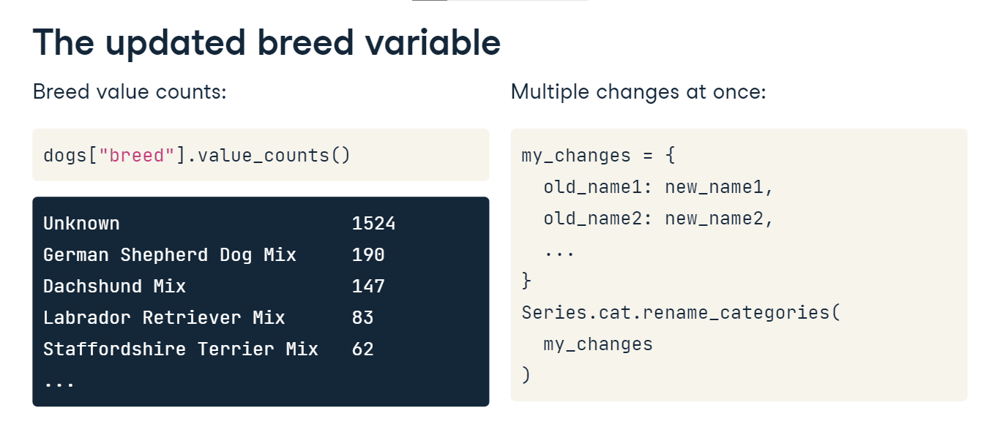 The updated breed variable
Breed value counts:
dogs["breed"].value_counts()
Unknown 1524
German Shepherd Dog Mix 190
Dachshund Mix 147
Labrador Retriever Mix 83
Staffordshire Terrier Mix 62
...
Multiple changes at once:
my_changes = {
  old_name1: new_name1,
  old_name2: new_name2,
  ...
}
Series.cat.rename_categories(
  my_changes
)